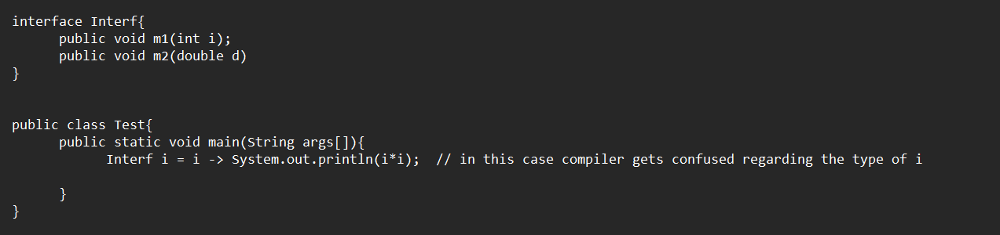 interface Interf{
public void m1(int i);
public void m2(double d)
}
public class Test{
public static void main(String args[]){
Interf i = i -> System.out.println(i*i);  // in this case compiler gets confused regarding the type of i
}
}